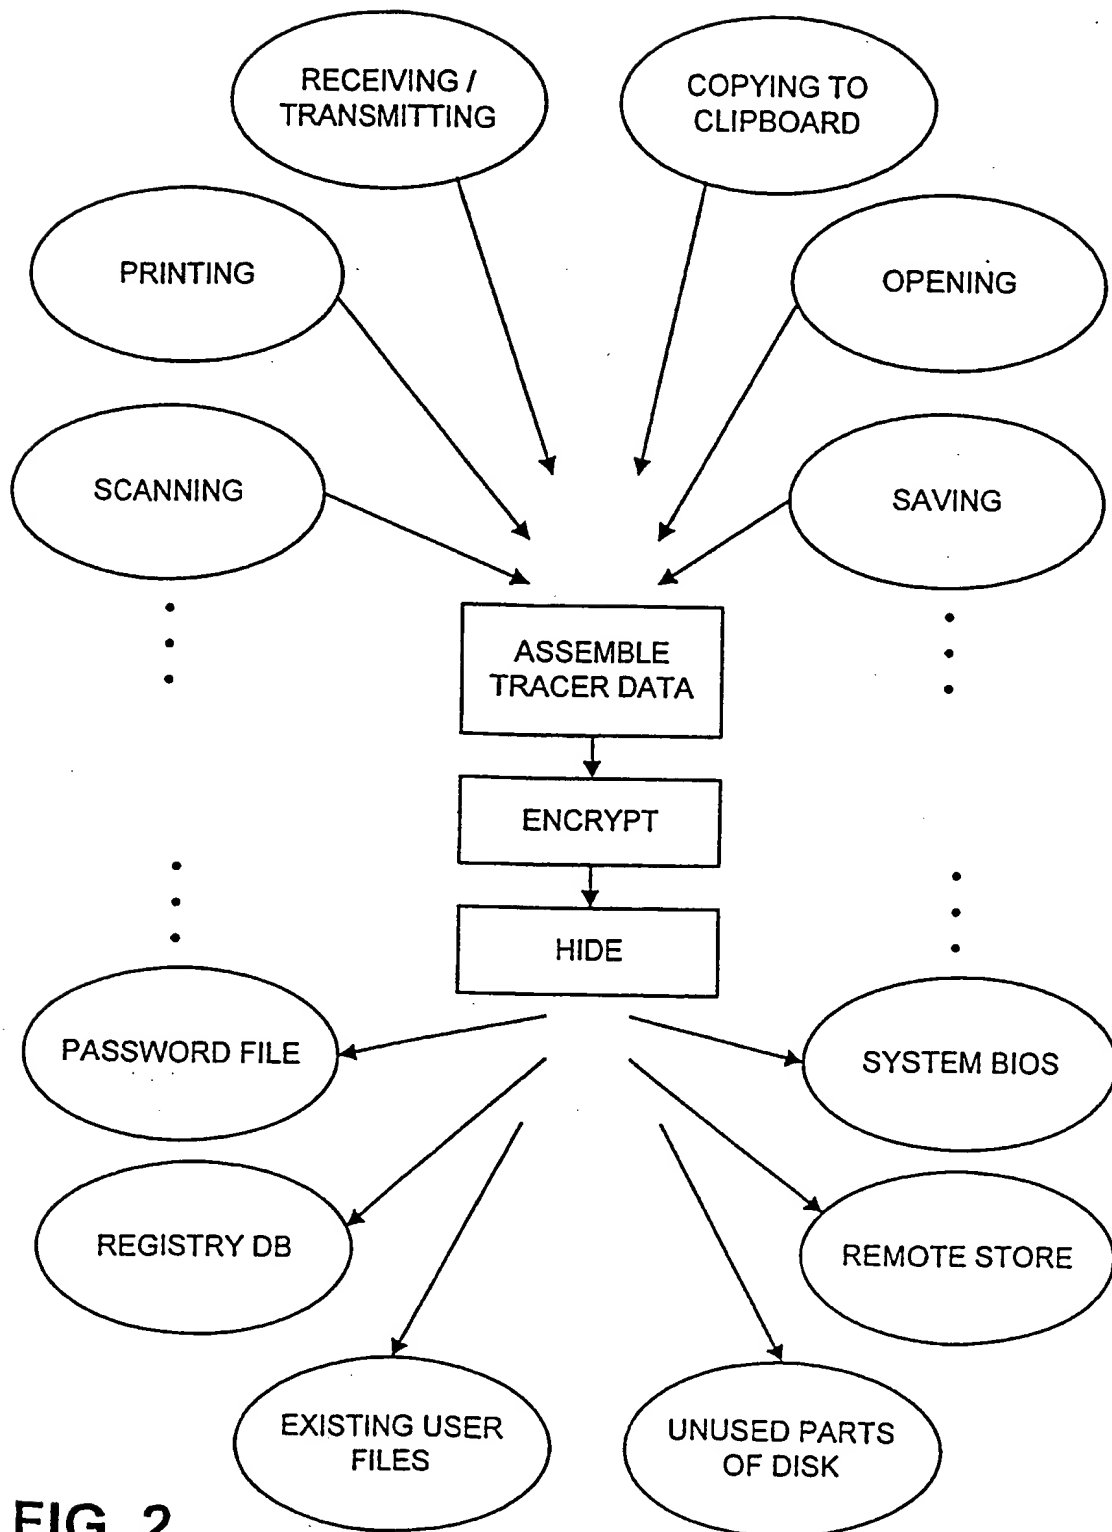 RECEIVING /
TRANSMITTING
COPYING TO
CLIPBOARD
PRINTING
OPENING
SCANNING
SAVING
ASSEMBLE
TRACER DATA
ENCRYPT
HIDE
PASSWORD FILE
SYSTEM BIOS
REGISTRY DB
REMOTE STORE
EXISTING USER
FILES
UNUSED PARTS
OF DISK
FIG. 2